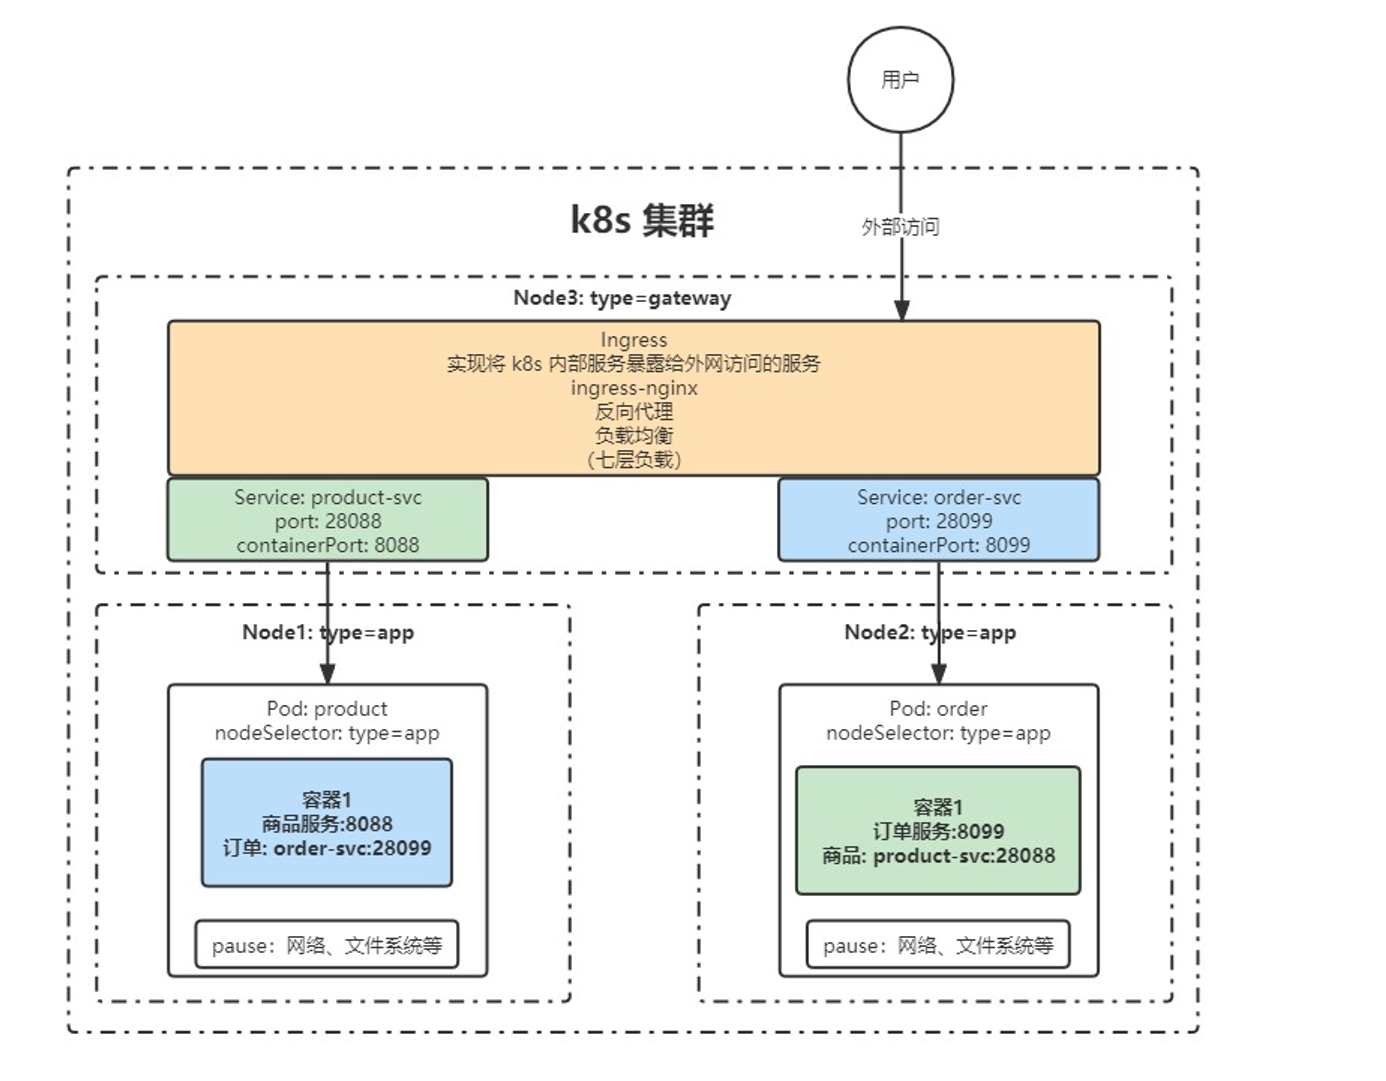 用户
k8s 集群
外部访问
Node3: type=gateway
Ingress
实现将 k8s 内部服务暴露给外网访问的服务
ingress-nginx
反向代理
负载均衡
（七层负载）
Service: product-svc
port: 28088
containerPort: 8088
Service: order-svc
port: 28099
containerPort: 8099
Node1: type=app
Pod: product
nodeSelector: type=app
容器1
商品服务:8088
订单: order-svc:28099
pause：网络、文件系统等
Node2: type=app
Pod: order
nodeSelector: type=app
容器1
订单服务:8099
商品: product-svc:28088
pause：网络、文件系统等